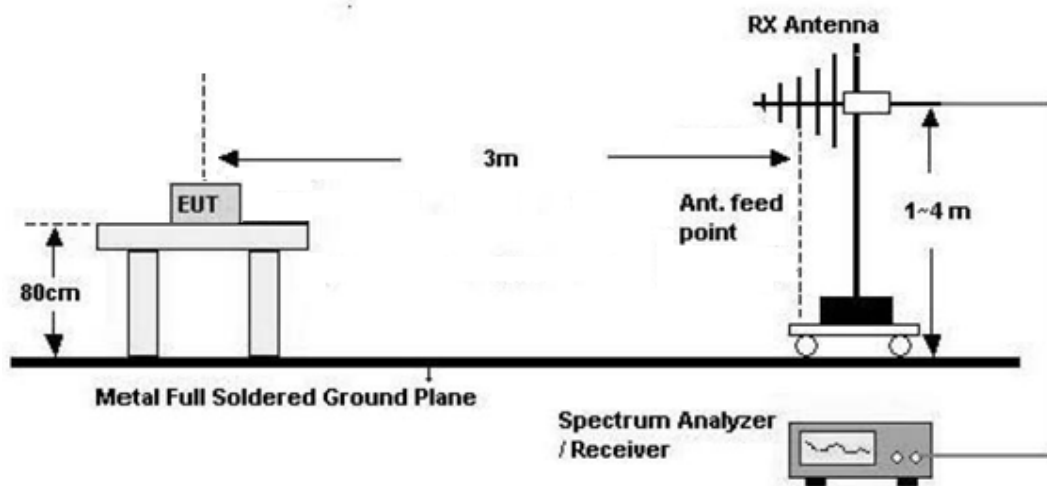 RX Antenna
3m
EUT
Ant. feed
point
1~4 m
80cm
Metal Full Soldered Ground Plane
Spectrum Analyzer
/ Receiver